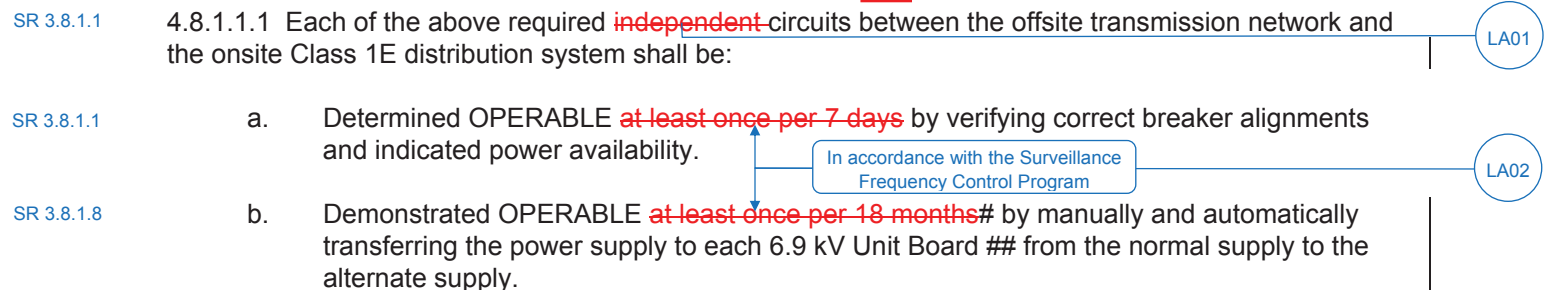 SR 3.8.1.1 4.8.1.1.1 Each of the above required independent circuits between the offsite transmission network and
LA01
the onsite Class 1E distribution system shall be:
SR 3.8.1.1 a. Determined OPERABLE at least once per 7 days by verifying correct breaker alignments
and indicated power availability.
In accordance with the Surveillance
Frequency Control Program
LA02
SR 3.8.1.8 b. Demonstrated OPERABLE at least once per 18 months# by manually and automatically
transferring the power supply to each 6.9 kV Unit Board ## from the normal supply to the
alternate supply.